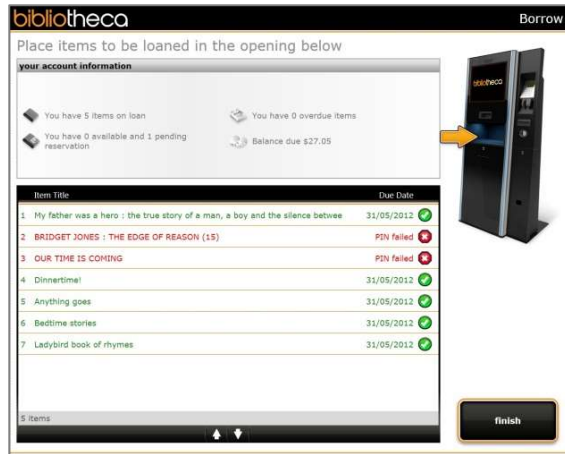 bibliotheca
Borrow
Place items to be loaned in the opening below
your account information
You have 5 items on loan
You have 0 overdue items
You have 0 available and 1 pending
reservation
Balance due $27.05
bibliotheca
Item Title Due Date
1 My father was a hero : the true story of a man, a boy and the silence betwee 31/05/2012
2 BRIDGET JONES : THE EDGE OF REASON (15) PIN failed
3 OUR TIME IS COMING PIN failed
4 Dinnertime! 31/05/2012
5 Anything goes 31/05/2012
6 Bedtime stories 31/05/2012
7 Ladybird book of rhymes 31/05/2012
5 items
finish